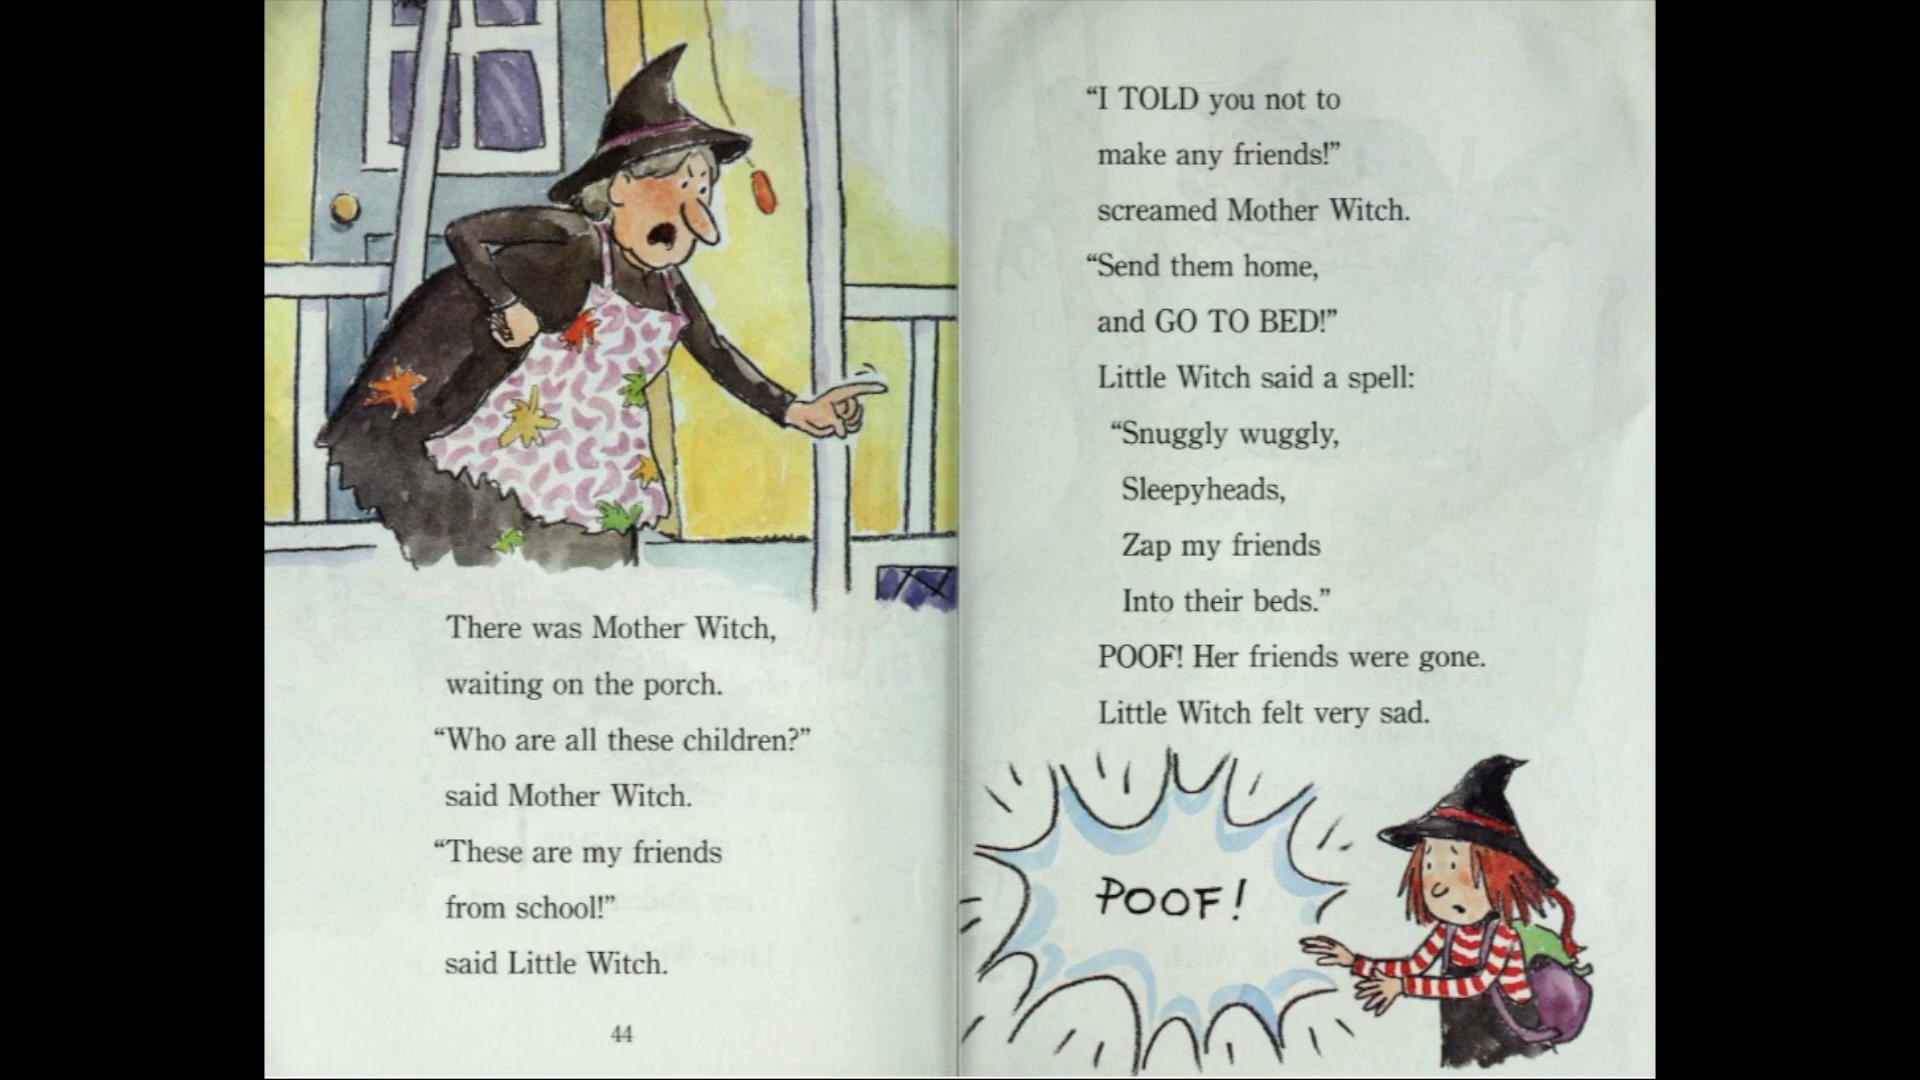 There was Mother Witch,
waiting on the porch.
“Who are all these children?”
said Mother Witch.
“These are my friends
from school!”
said Little Witch.
44
“I TOLD you not to
make any friends!”
screamed Mother Witch.
“Send them home,
and GO TO BED!”
Little Witch said a spell:
“Snuggly wuggly,
Sleepyheads,
Zap my friends
Into their beds.”
POOF! Her friends were gone.
Little Witch felt very sad.
POOF!